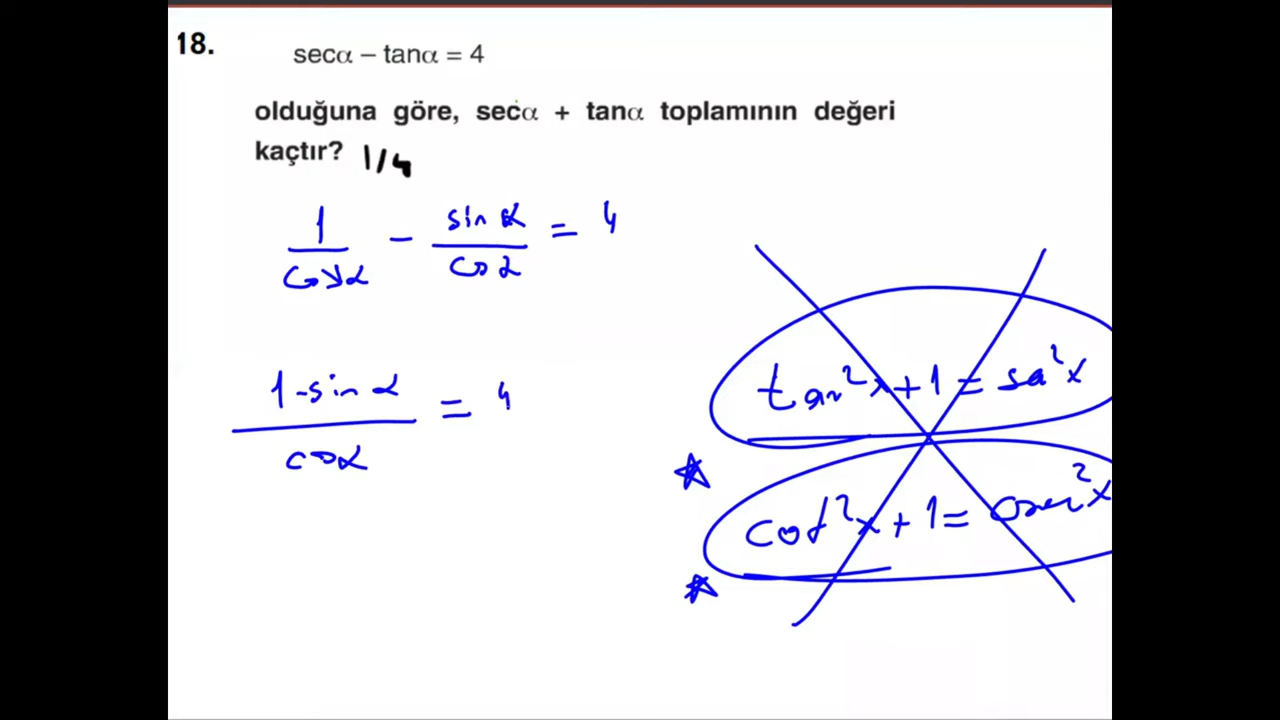 18.
secα – tanα = 4
olduğuna göre, secα + tanα toplamının değeri
kaçtır? 1/4
1/cosα - sinα/cosα = 4
1-sinα/cosα = 4
tan²x+1 = sec²x
cot²x+1= cosec²x